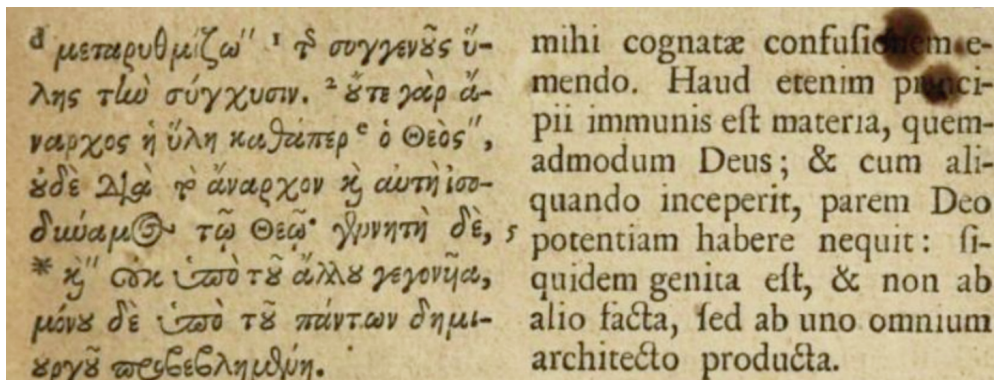 d μεταρυθμίζω" 1 τῆς συγγενοῦς ὕ-
λης τὴν σύγχυσιν. 2 οὔτε γὰρ ἄ-
ναρχος ἡ ὕλη καθάπερ e ὁ Θεὸς",
οὐδὲ διὰ τὸ ἄναρχον καὶ αὐτὴ ἰσο-
δύναμος τῷ Θεῷ· γεννητὴ δὲ, 5
* καὶ" οὐκ ὑπὸ τοῦ ἄλλου γεγονυῖα,
μόνου δὲ ὑπὸ τοῦ πάντων δημι-
ουργοῦ προβεβλημένη.
mihi cognatæ confuſionem e-
mendo. Haud etenim princi-
pii immunis eſt materia, quem-
admodum Deus; & cum ali-
quando inceperit, parem Deo
potentiam habere nequit: ſi-
quidem genita eſt, & non ab
alio facta, ſed ab uno omnium
architecto producta.